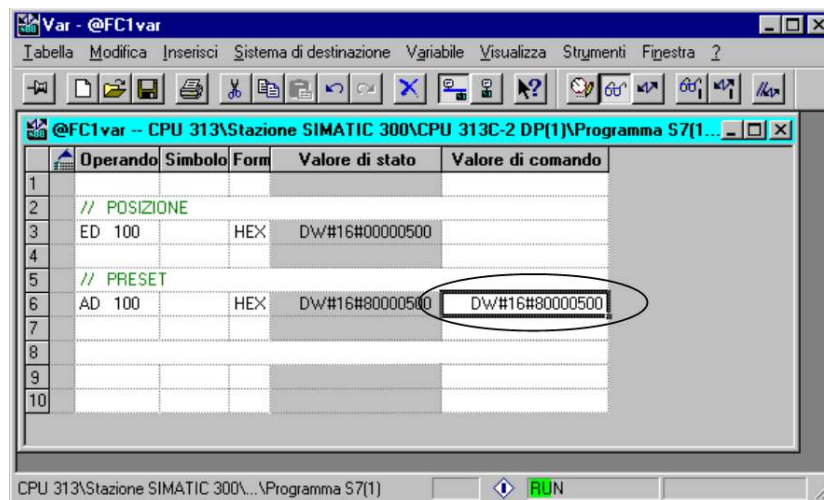 Var - @FC1var
Tabella Modifica Inserisci Sistema di destinazione Variabile Visualizza Strumenti Finestra ?
@FC1var -- CPU 313\Stazione SIMATIC 300\CPU 313C-2 DP(1)\Programma S7(1...
Operando Simbolo Form Valore di stato Valore di comando
1
2 // POSIZIONE
3 ED 100 HEX DW#16#00000500
4
5 // PRESET
6 AD 100 HEX DW#16#80000500 DW#16#80000500
7
8
9
10
CPU 313\Stazione SIMATIC 300\...\Programma S7(1) RUN